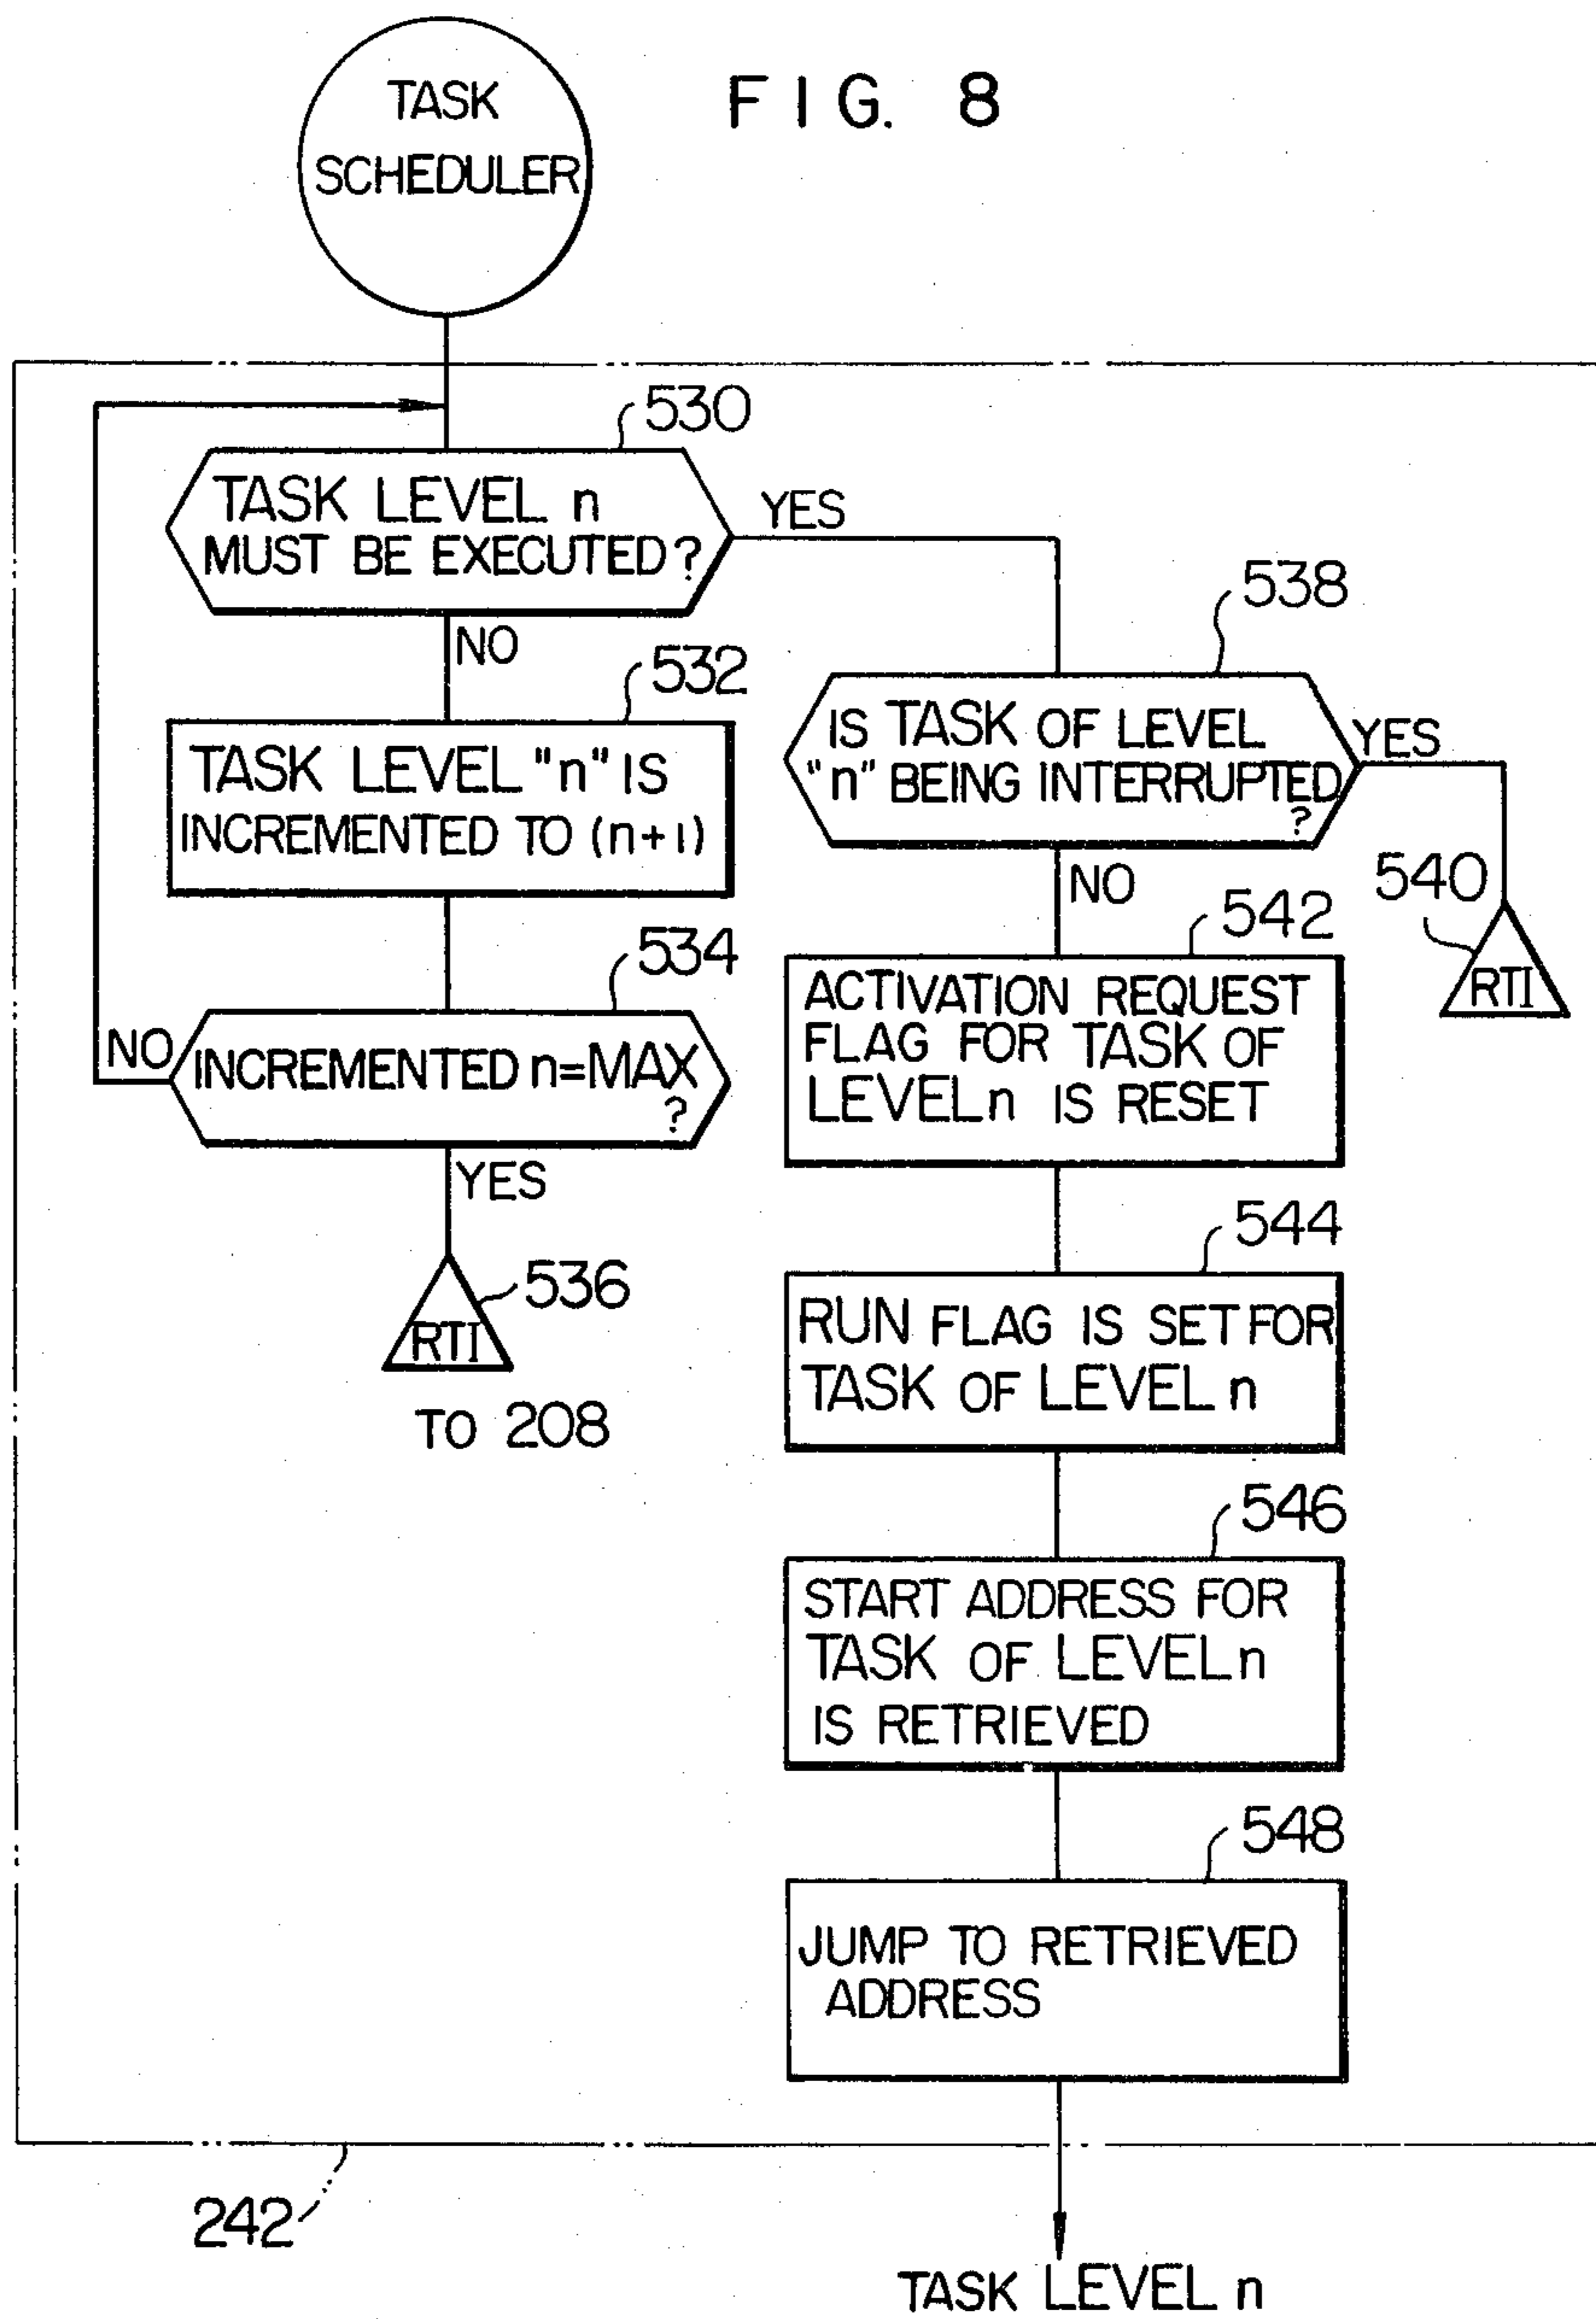 FIG. 8
TASK
SCHEDULER
530
TASK LEVEL n
MUST BE EXECUTED?
YES
NO
532
TASK LEVEL "n" IS
INCREMENTED TO (n+1)
534
INCREMENTED n=MAX
?
NO
YES
536
RTI
TO 208
538
IS TASK OF LEVEL
"n" BEING INTERRUPTED
?
YES
540
RTI
NO
542
ACTIVATION REQUEST
FLAG FOR TASK OF
LEVEL n IS RESET
544
RUN FLAG IS SET FOR
TASK OF LEVEL n
546
START ADDRESS FOR
TASK OF LEVEL n
IS RETRIEVED
548
JUMP TO RETRIEVED
ADDRESS
242
TASK LEVEL n